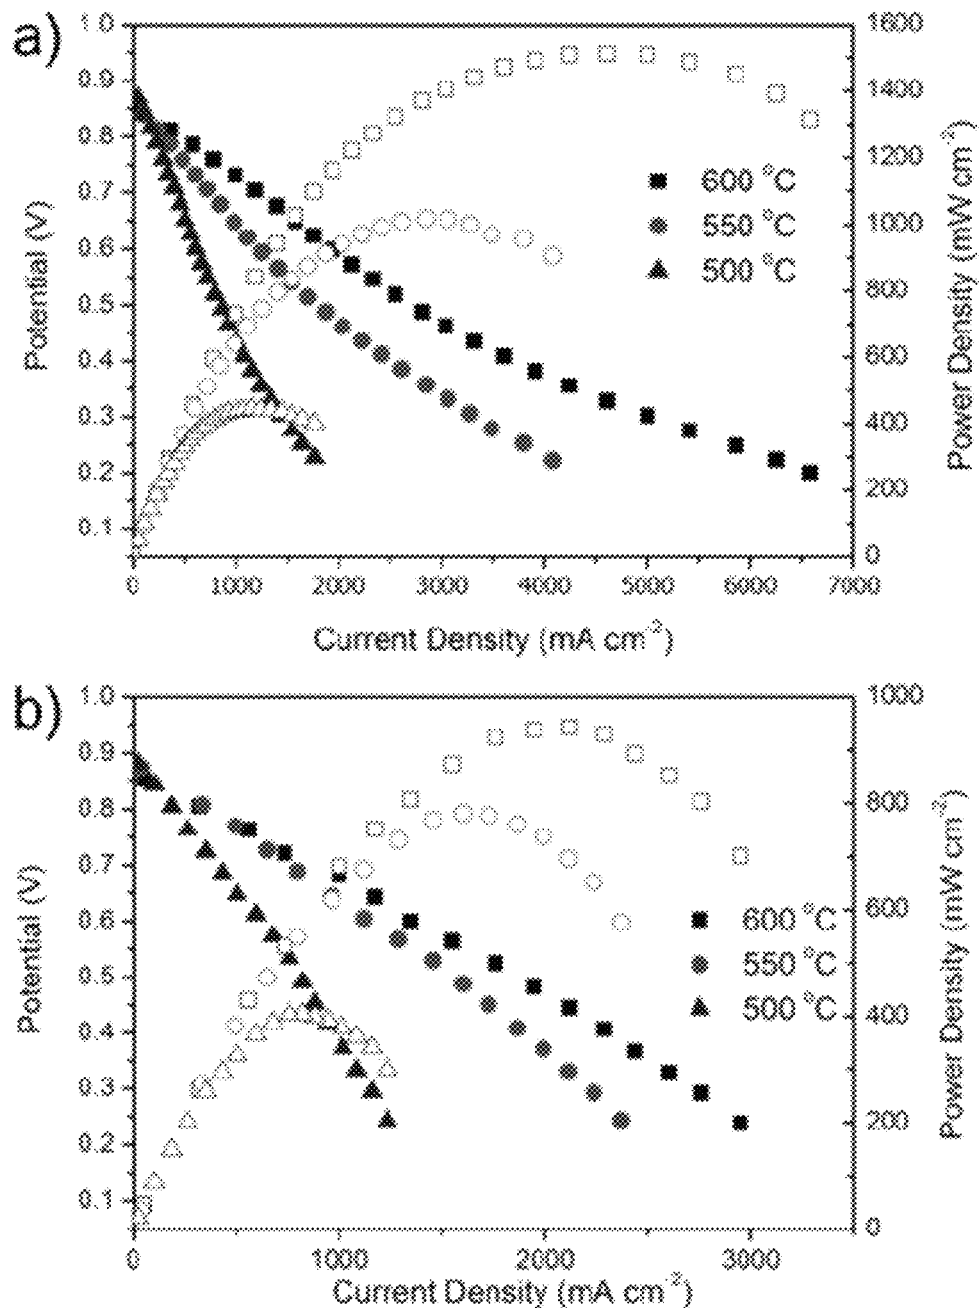 a)
1.0
0.9
0.8
0.7
0.6
0.5
0.4
0.3
0.2
0.1
Potential (V)
1600
1400
1200
1000
800
600
400
200
0
Power Density (mW cm⁻²)
600 °C
550 °C
500 °C
0 1000 2000 3000 4000 5000 6000 7000
Current Density (mA cm⁻²)
b)
1.0
0.9
0.8
0.7
0.6
0.5
0.4
0.3
0.2
0.1
Potential (V)
1000
800
600
400
200
0
Power Density (mW cm⁻²)
600 °C
550 °C
500 °C
0 1000 2000 3000
Current Density (mA cm⁻²)